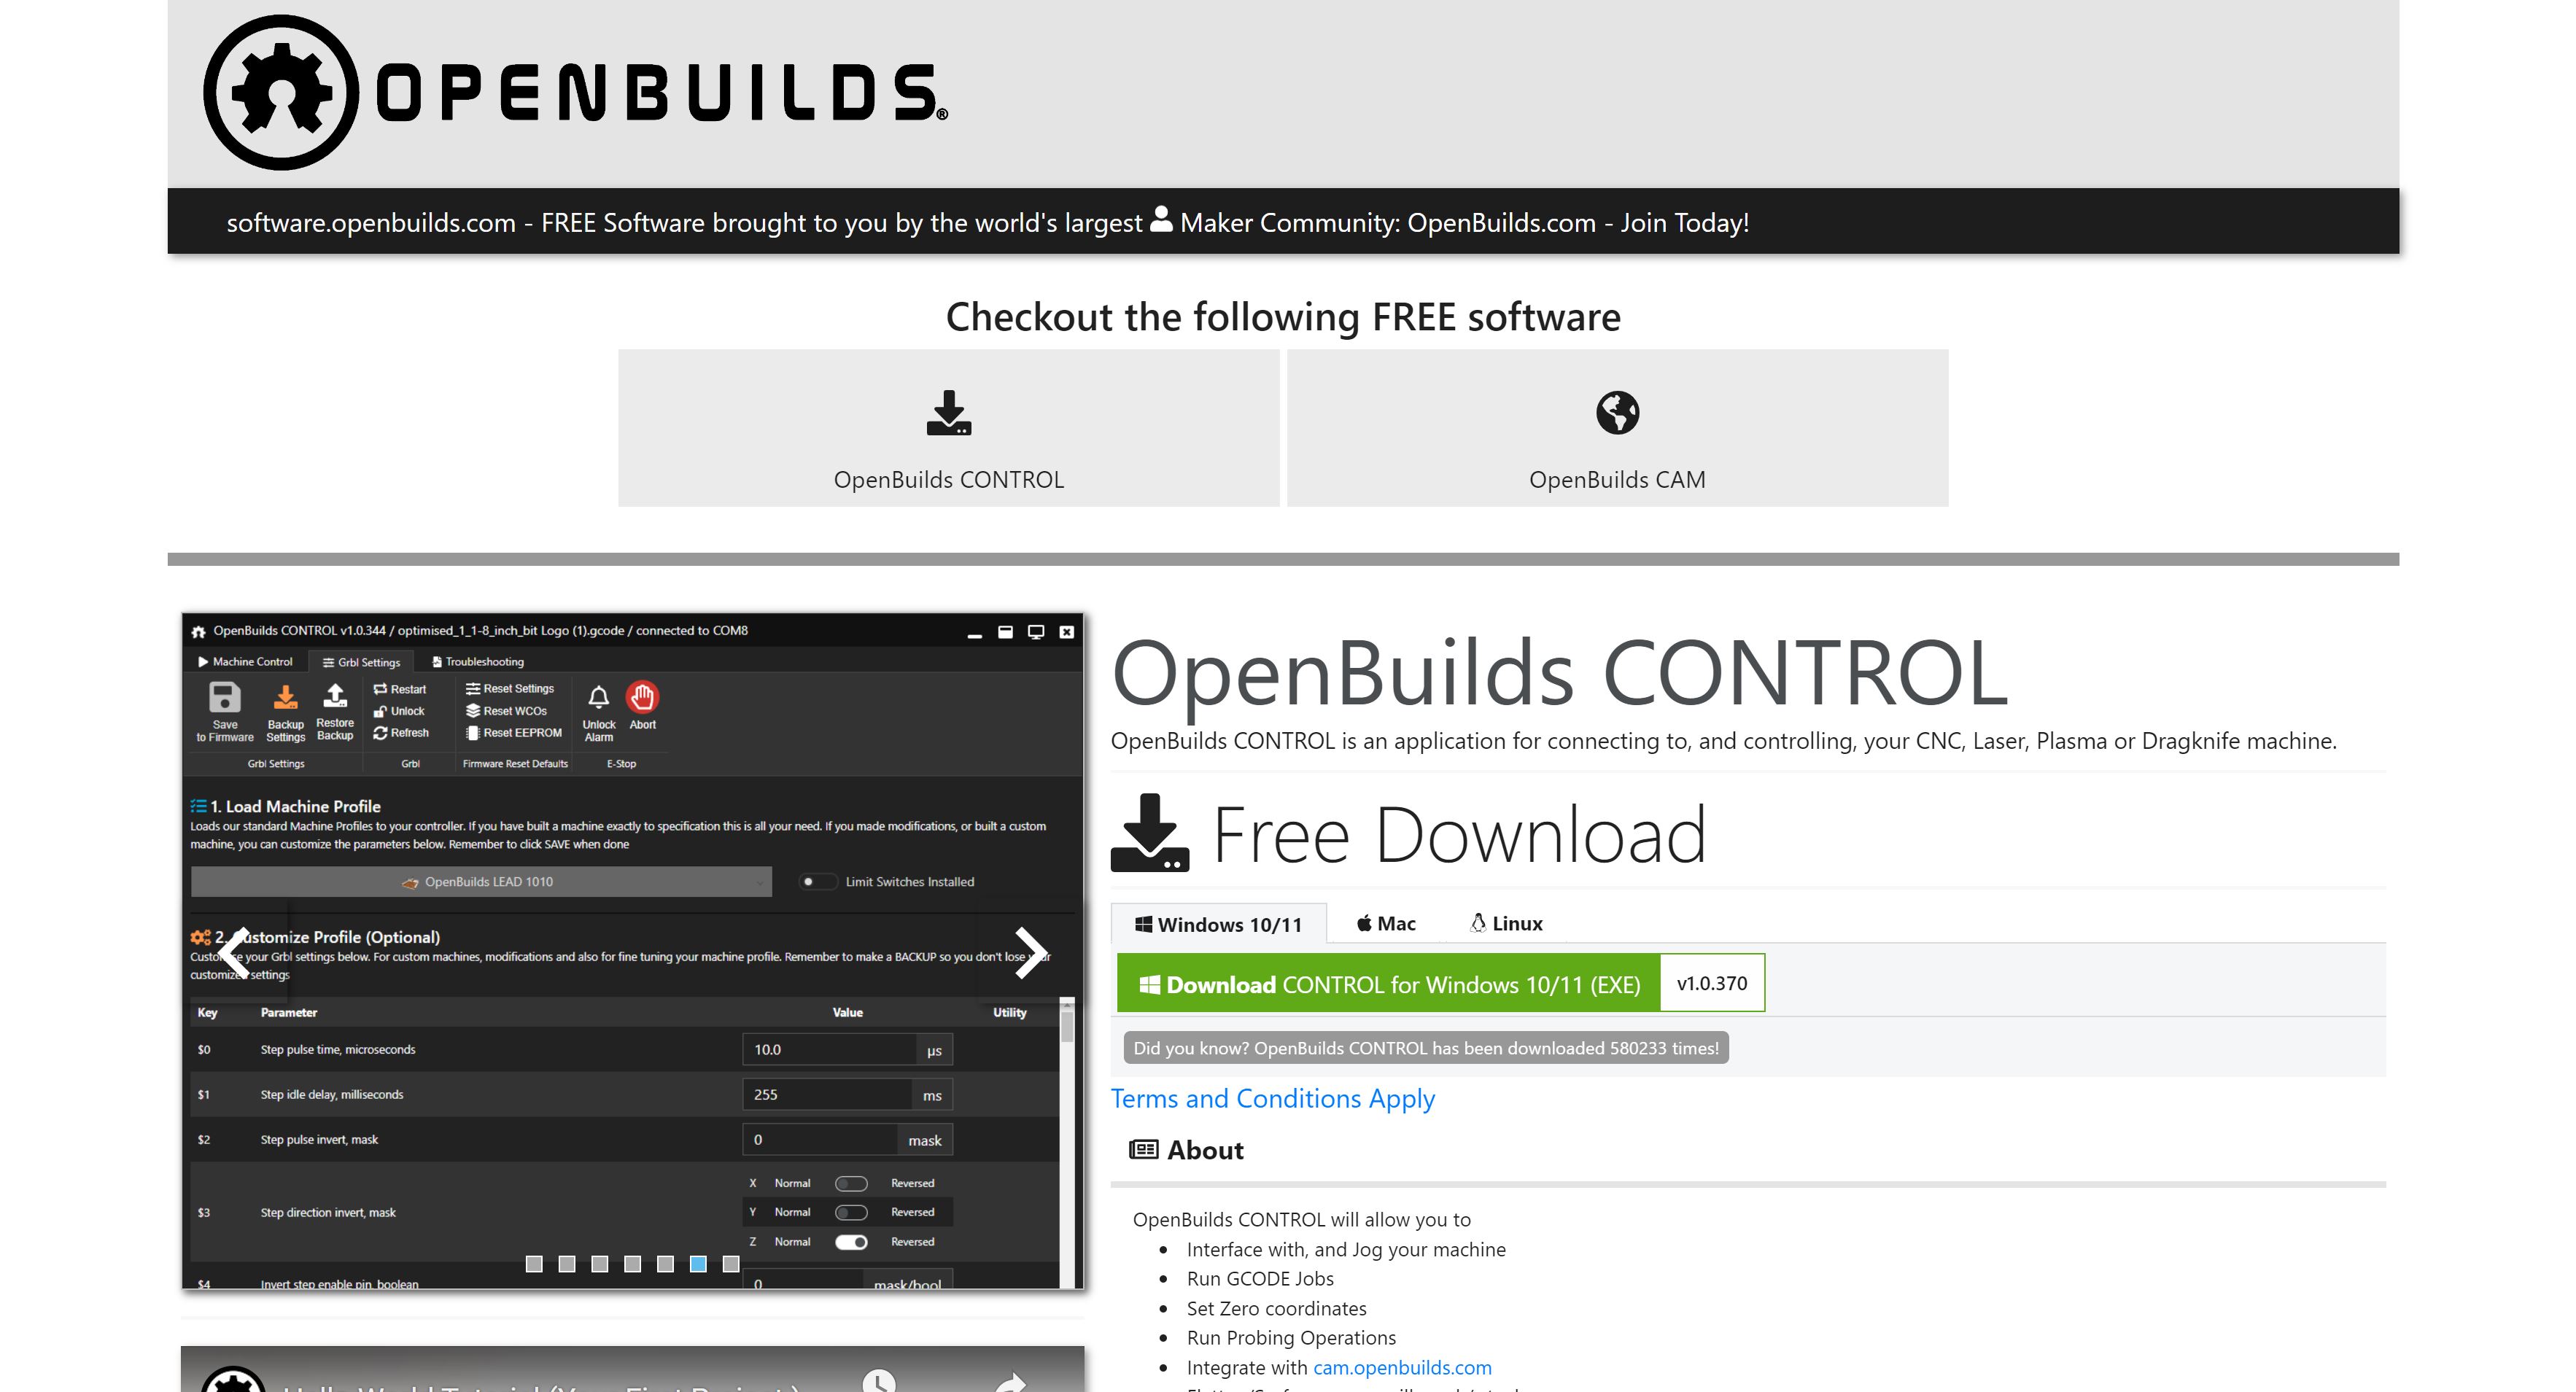 OPENBUILDS®
software.openbuilds.com - FREE Software brought to you by the world's largest Maker Community: OpenBuilds.com - Join Today!
Checkout the following FREE software
OpenBuilds CONTROL
OpenBuilds CAM
OpenBuilds CONTROL v1.0.344 / optimised_1_1-8_inch_bit Logo (1).gcode / connected to COM8
Machine Control Grbl Settings Troubleshooting
Save to Firmware
Backup Settings
Restore Backup
Restart
Unlock
Refresh
Reset Settings
Reset WCOs
Reset EEPROM
Unlock Alarm
Abort
Grbl Settings Grbl Firmware Reset Defaults E-Stop
1. Load Machine Profile
Loads our standard Machine Profiles to your controller. If you have built a machine exactly to specification this is all your need. If you made modifications, or built a custom
machine, you can customize the parameters below. Remember to click SAVE when done
OpenBuilds LEAD 1010 Limit Switches Installed
2. Customize Profile (Optional)
Customise your Grbl settings below. For custom machines, modifications and also for fine tuning your machine profile. Remember to make a BACKUP so you don't lose your
customized settings
Key Parameter Value Utility
$0 Step pulse time, microseconds 10.0 µs
$1 Step idle delay, milliseconds 255 ms
$2 Step pulse invert, mask 0 mask
X Normal Reversed
$3 Step direction invert, mask Y Normal Reversed
Z Normal Reversed
$4 Invert step enable pin, boolean 0 mask/bool
OpenBuilds CONTROL
OpenBuilds CONTROL is an application for connecting to, and controlling, your CNC, Laser, Plasma or Dragknife machine.
Free Download
Windows 10/11 Mac Linux
Download CONTROL for Windows 10/11 (EXE) v1.0.370
Did you know? OpenBuilds CONTROL has been downloaded 580233 times!
Terms and Conditions Apply
About
OpenBuilds CONTROL will allow you to
Interface with, and Jog your machine
Run GCODE Jobs
Set Zero coordinates
Run Probing Operations
Integrate with cam.openbuilds.com